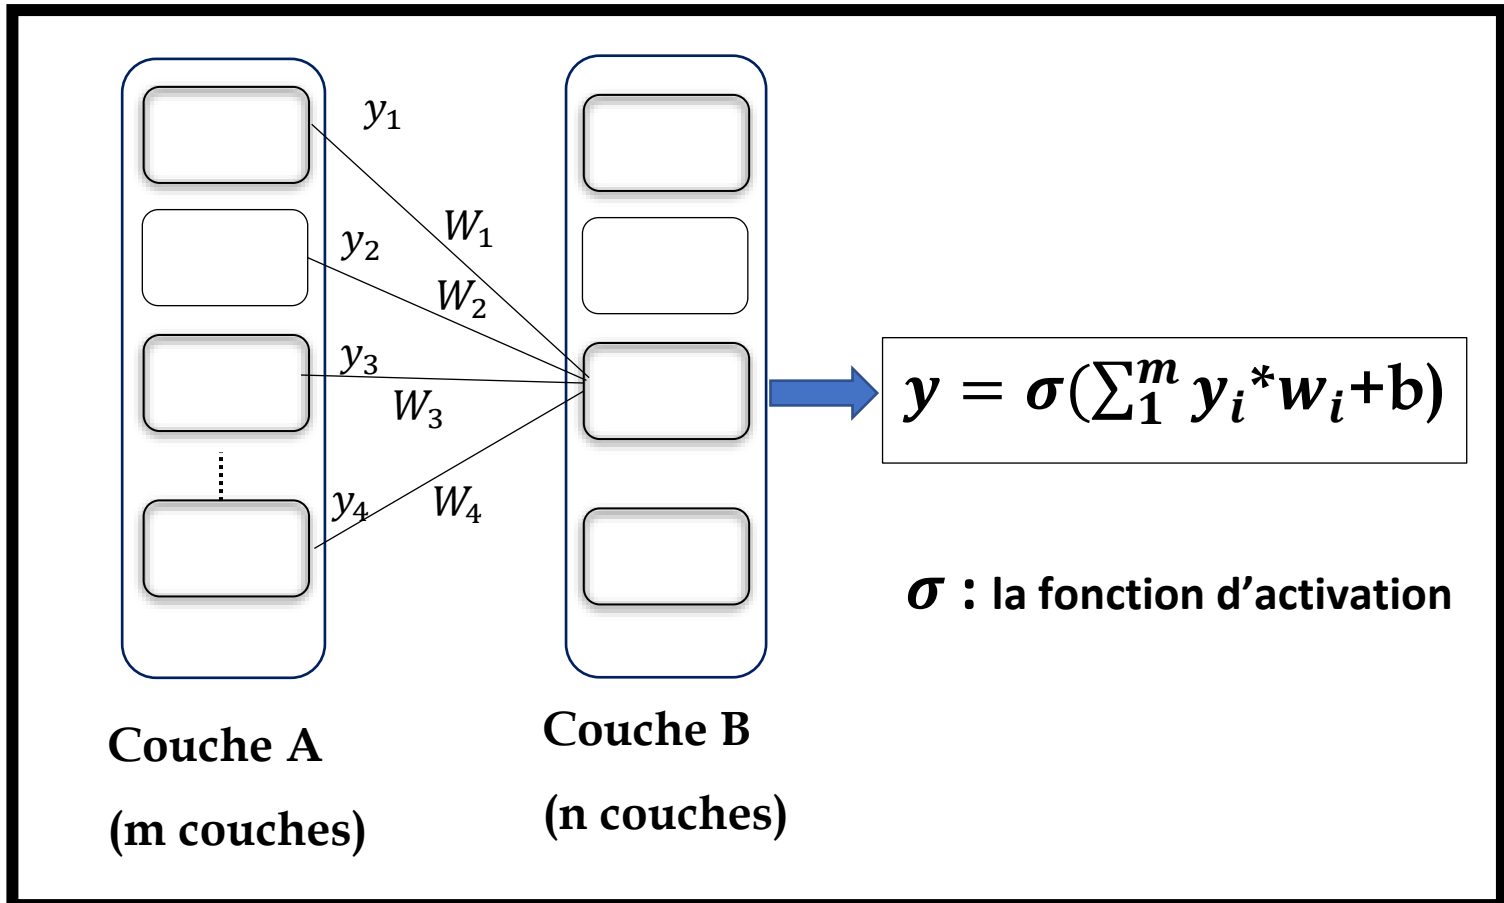 y₁
W₁
y₂
W₂
y₃
W₃
y₄
W₄
y = σ(∑₁ᵐ yᵢ*wᵢ+b)
σ : la fonction d’activation
Couche A
(m couches)
Couche B
(n couches)